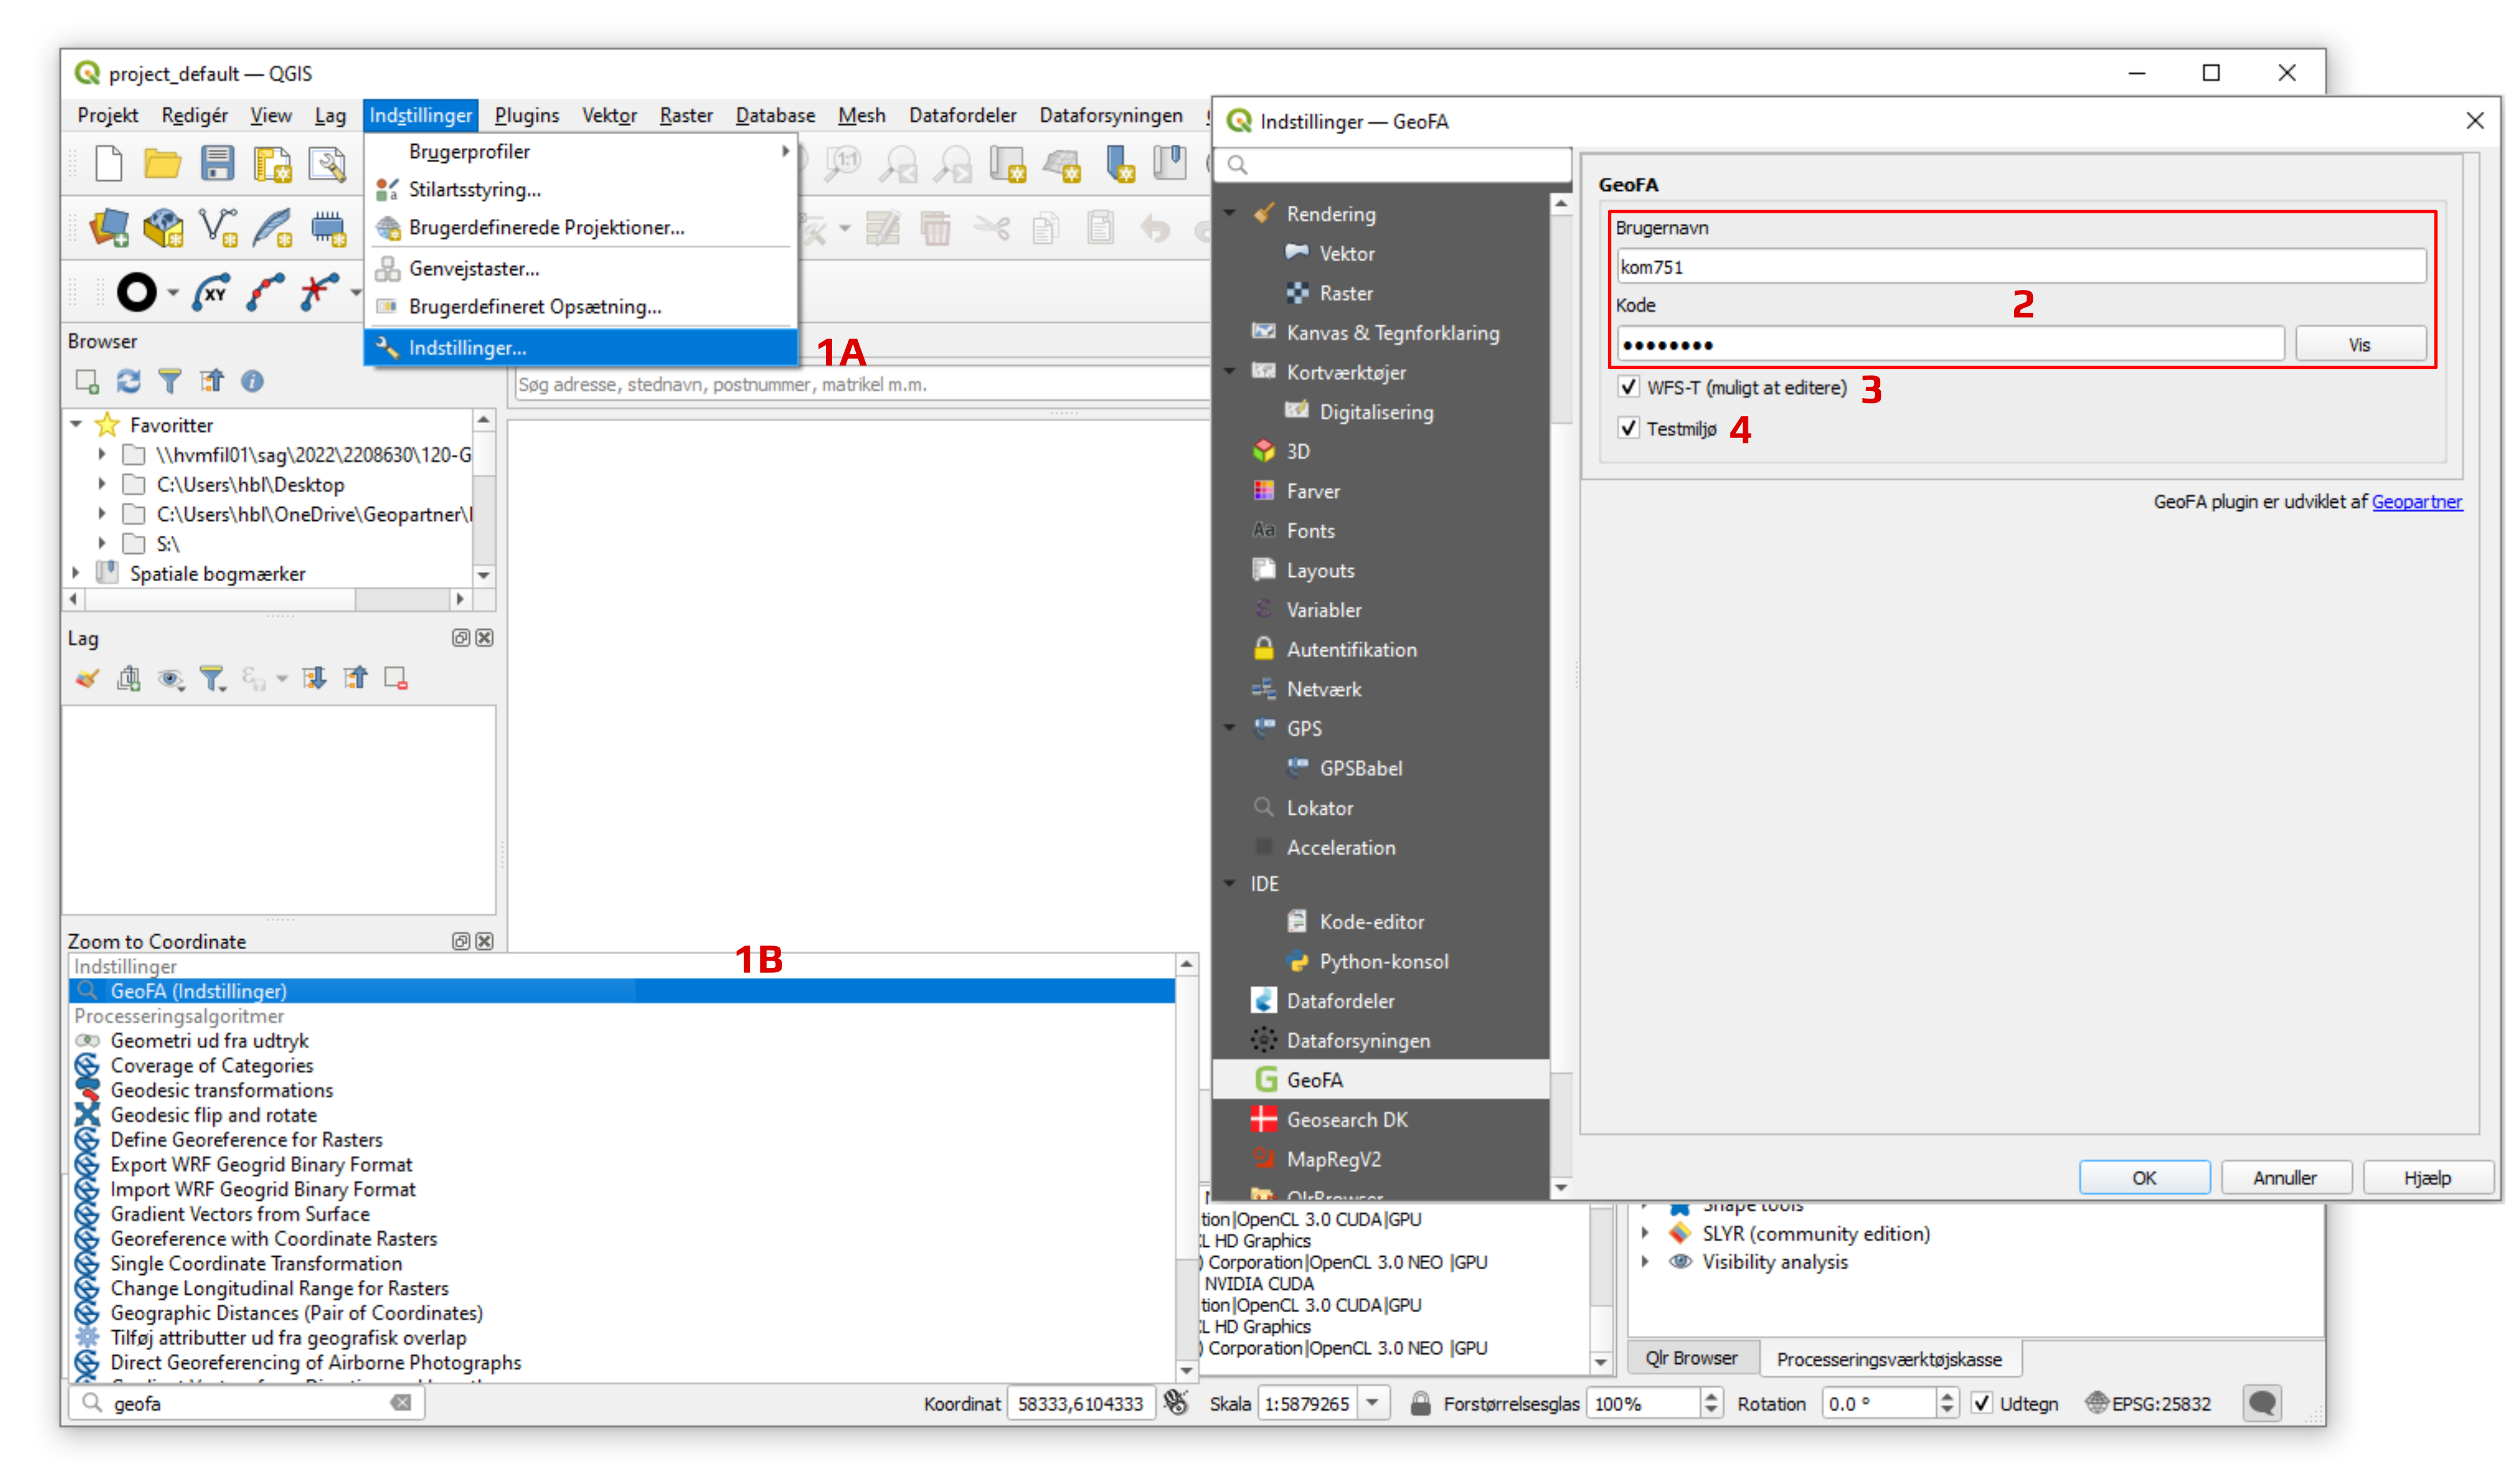 project_default — QGIS
Projekt Redigér View Lag Indstillinger Plugins Vektor Raster Database Mesh Datafordeler Dataforsyningen
Brugerprofiler
Stilartsstyring...
Brugerdefinerede Projektioner...
Genvejstaster...
Brugerdefineret Opsætning...
Indstillinger...
1A
Søg adresse, stednavn, postnummer, matrikel m.m.
Browser
Favoritter
\\hvmfil01\sag\2022\2208630\120-G
C:\Users\hbl\Desktop
C:\Users\hbl\OneDrive\Geopartner\
S:\
Spatiale bogmærker
Lag
Zoom to Coordinate
1B
Indstillinger
GeoFA (Indstillinger)
Processeringsalgoritmer
Geometri ud fra udtryk
Coverage of Categories
Geodesic transformations
Geodesic flip and rotate
Define Georeference for Rasters
Export WRF Geogrid Binary Format
Import WRF Geogrid Binary Format
Gradient Vectors from Surface
Georeference with Coordinate Rasters
Single Coordinate Transformation
Change Longitudinal Range for Rasters
Geographic Distances (Pair of Coordinates)
Tilføj attributter ud fra geografisk overlap
Direct Georeferencing of Airborne Photographs
geofa
Koordinat 58333,6104333 Skala 1:5879265 Forstørrelsesglas 100% Rotation 0.0 ° Udtegn EPSG:25832
Indstillinger — GeoFA
Rendering
Vektor
Raster
Kanvas & Tegnforklaring
Kortværktøjer
Digitalisering
3D
Farver
Fonts
Layouts
Variabler
Autentifikation
Netværk
GPS
GPSBabel
Lokator
Acceleration
IDE
Kode-editor
Python-konsol
Datafordeler
Dataforsyningen
GeoFA
Geosearch DK
MapRegV2
QlrBrowser
GeoFA
Brugernavn
kom751
Kode
2
Vis
WFS-T (muligt at editere) 3
Testmiljø 4
GeoFA plugin er udviklet af Geopartner
OK Annuller Hjælp
tion|OpenCL 3.0 CUDA|GPU
L HD Graphics
) Corporation|OpenCL 3.0 NEO |GPU
NVIDIA CUDA
tion|OpenCL 3.0 CUDA|GPU
L HD Graphics
) Corporation|OpenCL 3.0 NEO |GPU
Shape tools
SLYR (community edition)
Visibility analysis
Qlr Browser Processeringsværktøjskasse